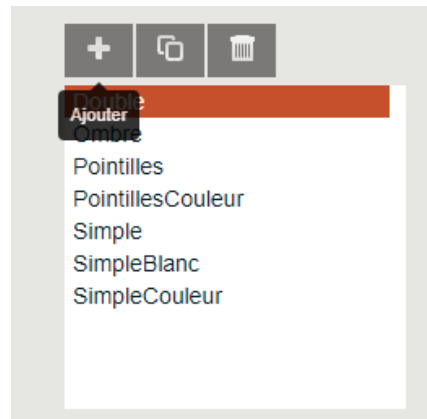 Double
Ajouter
Ombre
Pointilles
PointillesCouleur
Simple
SimpleBlanc
SimpleCouleur